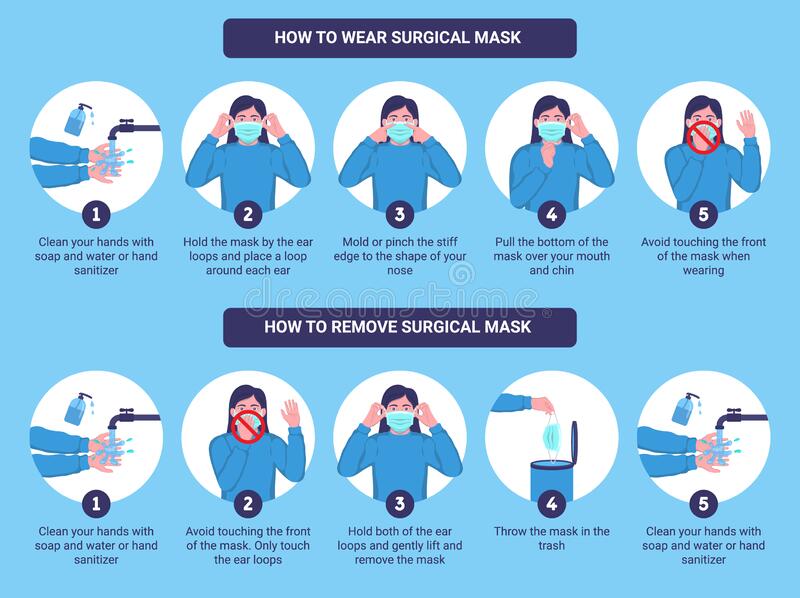 HOW TO WEAR SURGICAL MASK
1
Clean your hands with
soap and water or hand
sanitizer
2
Hold the mask by the ear
loops and place a loop
around each ear
3
Mold or pinch the stiff
edge to the shape of your
nose
4
Pull the bottom of the
mask over your mouth
and chin
5
Avoid touching the front
of the mask when
wearing
dreamstime
HOW TO REMOVE SURGICAL MASK
1
Clean your hands with
soap and water or hand
sanitizer
2
Avoid touching the front
of the mask. Only touch
the ear loops
3
Hold both of the ear
loops and gently lift and
remove the mask
4
Throw the mask in the
trash
5
Clean your hands with
soap and water or hand
sanitizer